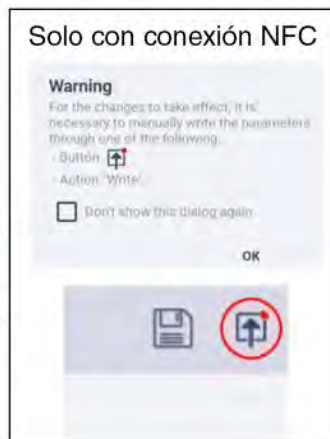 Solo con conexión NFC
Warning
For the changes to take effect, it is
necessary to manually write the parameters
through one of the following:
- Button
- Action 'Write'.
Don't show this dialog again
OK